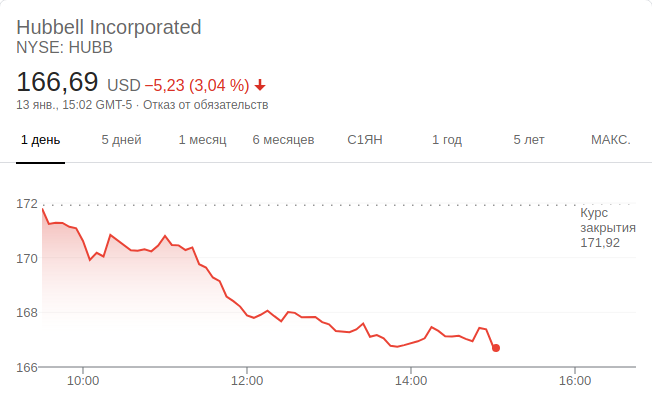 Hubbell Incorporated
NYSE: HUBB
166,69 USD −5,23 (3,04 %)
13 янв., 15:02 GMT-5 · Отказ от обязательств
1 день 5 дней 1 месяц 6 месяцев С1ЯН 1 год 5 лет МАКС.
172
Курс
закрытия
171,92
170
168
166
10:00 12:00 14:00 16:00